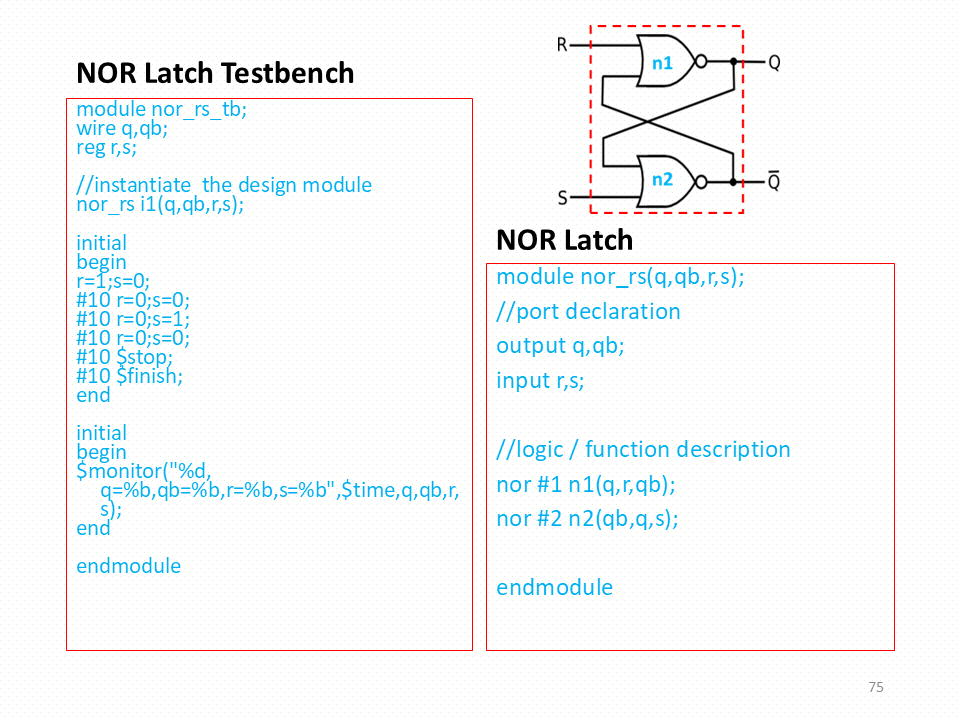 NOR Latch Testbench
module nor_rs_tb;
wire q,qb;
reg r,s;
//instantiate  the design module
nor_rs i1(q,qb,r,s);
initial
begin
r=1;s=0;
#10 r=0;s=0;
#10 r=0;s=1;
#10 r=0;s=0;
#10 $stop;
#10 $finish;
end
initial
begin
$monitor("%d,
q=%b,qb=%b,r=%b,s=%b",$time,q,qb,r,
s);
end
endmodule
R
n1
Q
n2
Q̅
S
NOR Latch
module nor_rs(q,qb,r,s);
//port declaration
output q,qb;
input r,s;
//logic / function description
nor #1 n1(q,r,qb);
nor #2 n2(qb,q,s);
endmodule
75